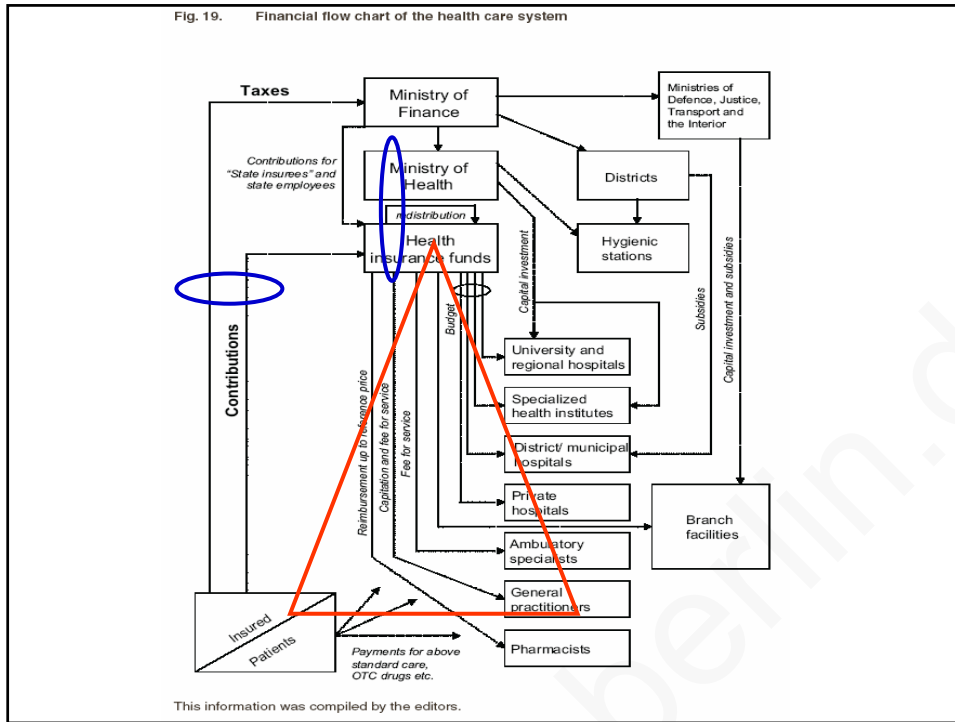 Fig. 19. Financial flow chart of the health care system
Taxes
Ministry of
Finance
Ministries of
Defence, Justice,
Transport and
the Interior
Contributions for
"State insurees" and
state employees
Ministry of
Health
Districts
redistribution
Health
insurance funds
Hygienic
stations
Capital investment
Budget
Subsidies
Capital investment and subsidies
Contributions
Reimbursement up to reference price
Capitation and fee for service
Fee for service
University and
regional hospitals
Specialized
health institutes
District/ municipal
hospitals
Private
hospitals
Branch
facilities
Ambulatory
specialists
General
practitioners
Pharmacists
Insured
Patients
Payments for above
standard care,
OTC drugs etc.
This information was compiled by the editors.
berlin.d